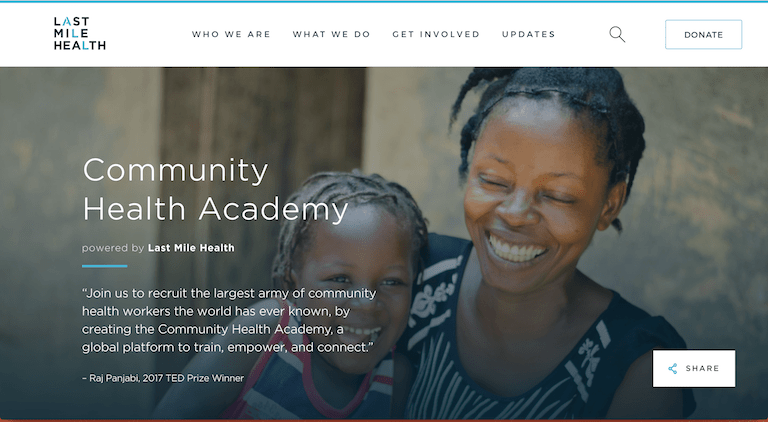 LAST
MILE
HEALTH
WHO WE ARE WHAT WE DO GET INVOLVED UPDATES
DONATE
Community
Health Academy
powered by Last Mile Health
“Join us to recruit the largest army of community
health workers the world has ever known, by
creating the Community Health Academy, a
global platform to train, empower, and connect.”
– Raj Panjabi, 2017 TED Prize Winner
SHARE